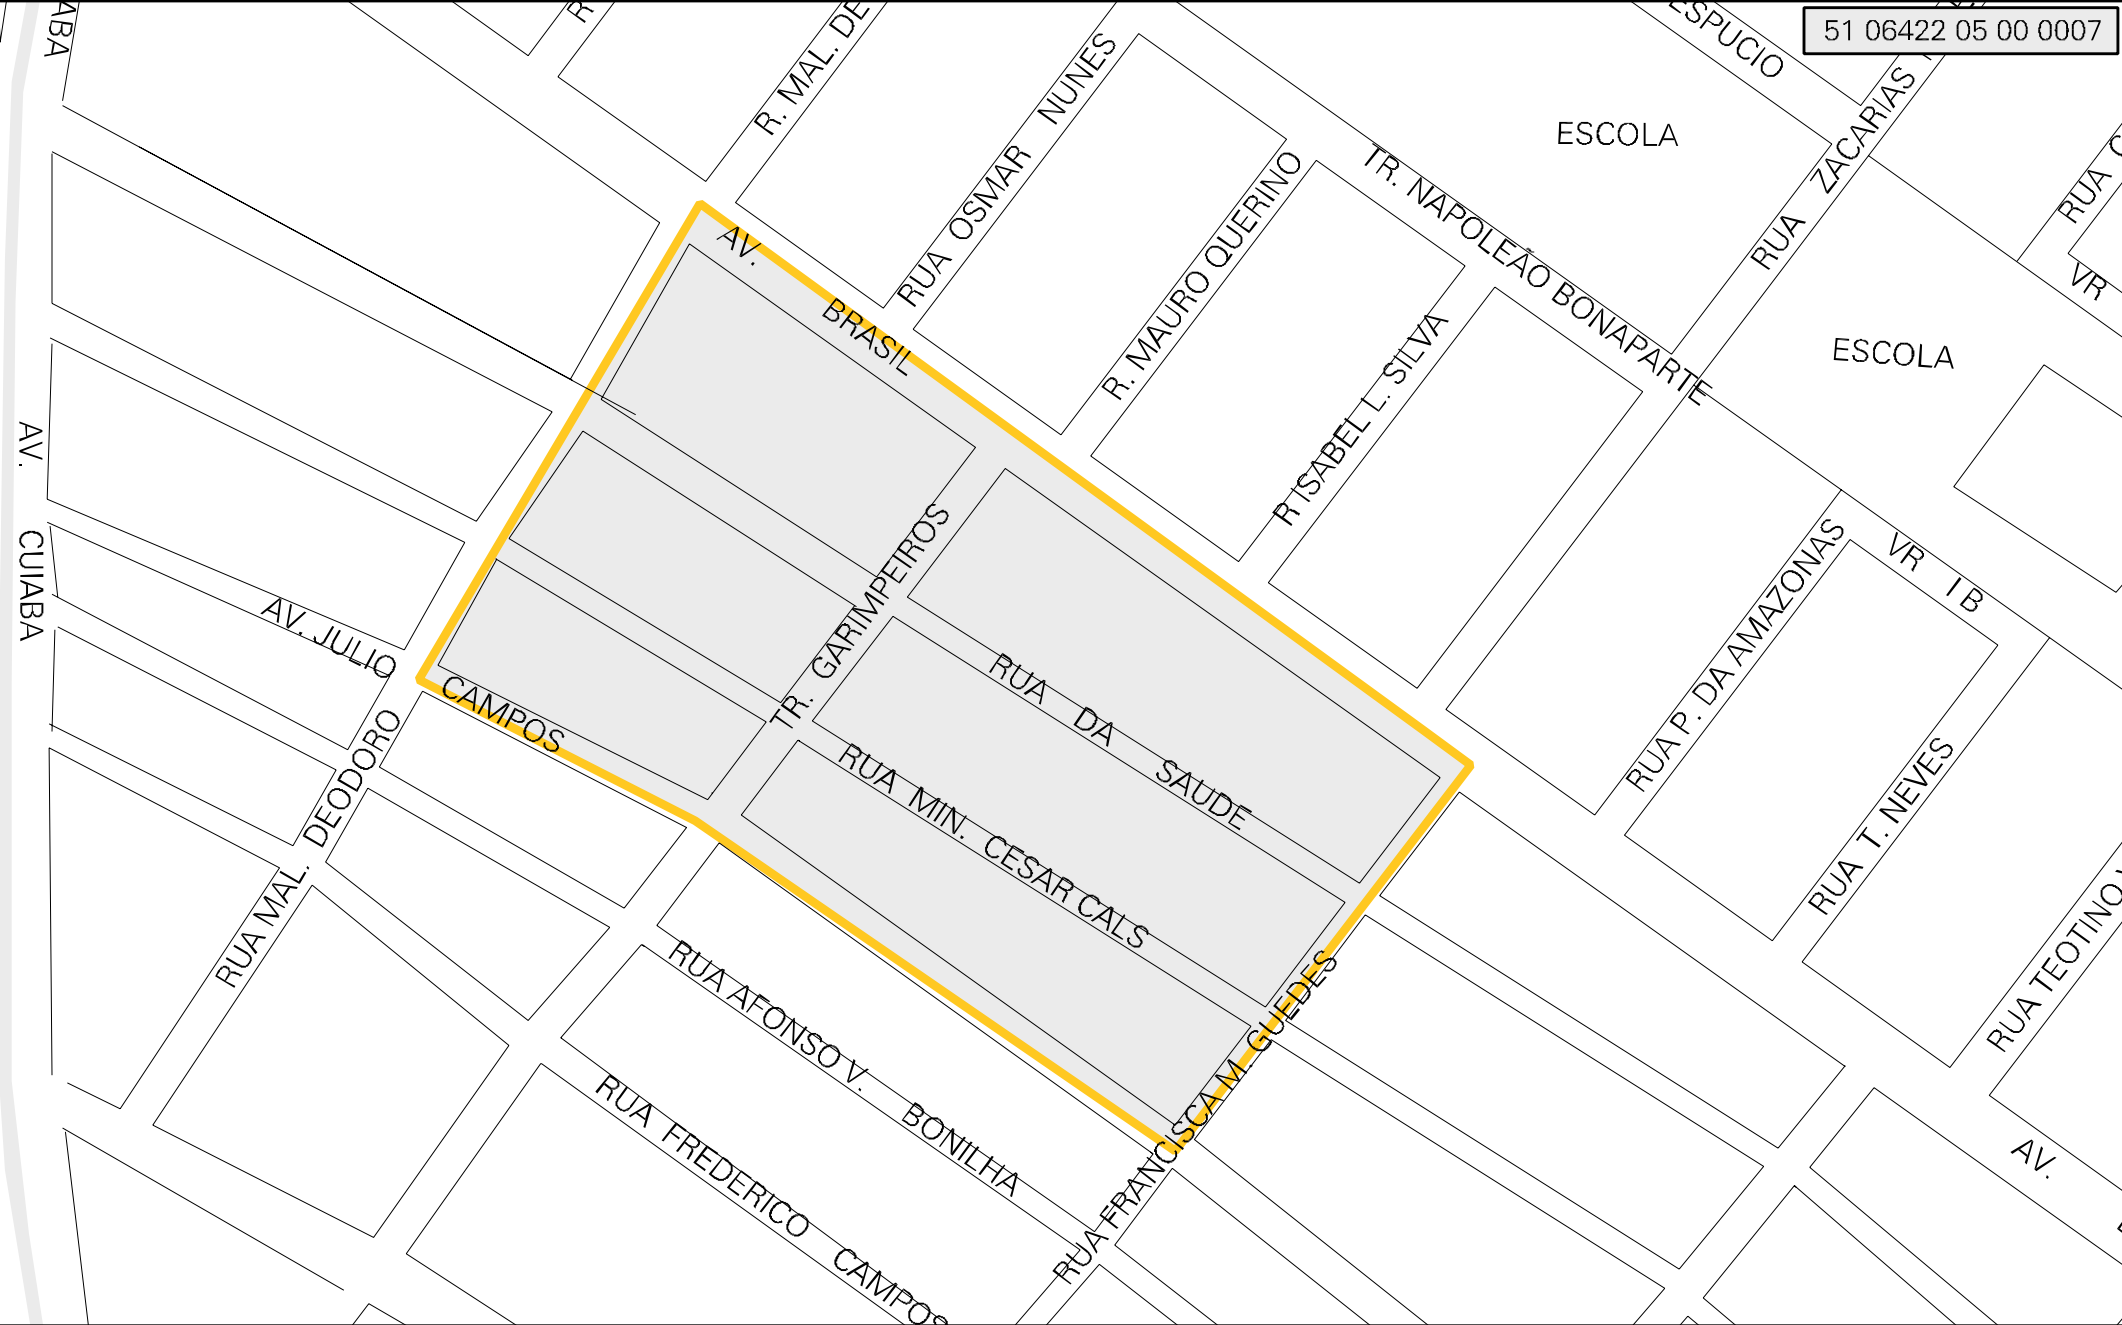 51 06422 05 00 0007
R. MAL. DE
RUA OSMAR NUNES
R. MAURO QUERINO
R ISABEL L. SILVA
TR. NAPOLEÃO BONAPARTE
ESCOLA
RUA ZACARIAS
ESCOLA
VR
AV. BRASIL
AV. CUIABA
AV. JULIO CAMPOS
TR. GARIMPEIROS
RUA DA SAUDE
RUA MIN. CESAR CALS
RUA MAL. DEODORO
RUA AFONSO V. BONILHA
RUA FREDERICO CAMPOS
RUA FRANCISCA M. GUEDES
RUA P. DA AMAZONAS
VR I B
RUA T. NEVES
RUA TEOTINO
AV.